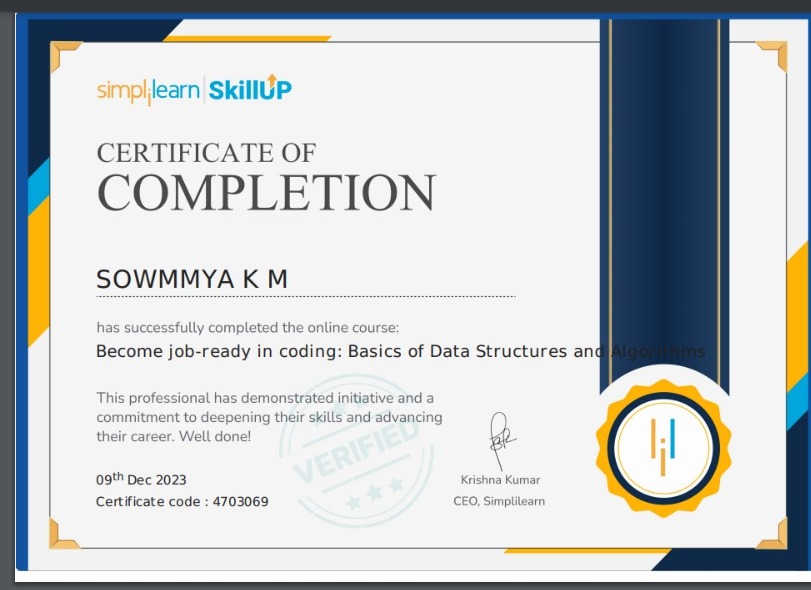 simplilearn | SkillUP
CERTIFICATE OF
COMPLETION
SOWMMYA K M
has successfully completed the online course:
Become job-ready in coding: Basics of Data Structures and Algorithms
This professional has demonstrated initiative and a
commitment to deepening their skills and advancing
their career. Well done!
VERIFIED
09th Dec 2023
Certificate code : 4703069
Krishna Kumar
CEO, Simplilearn